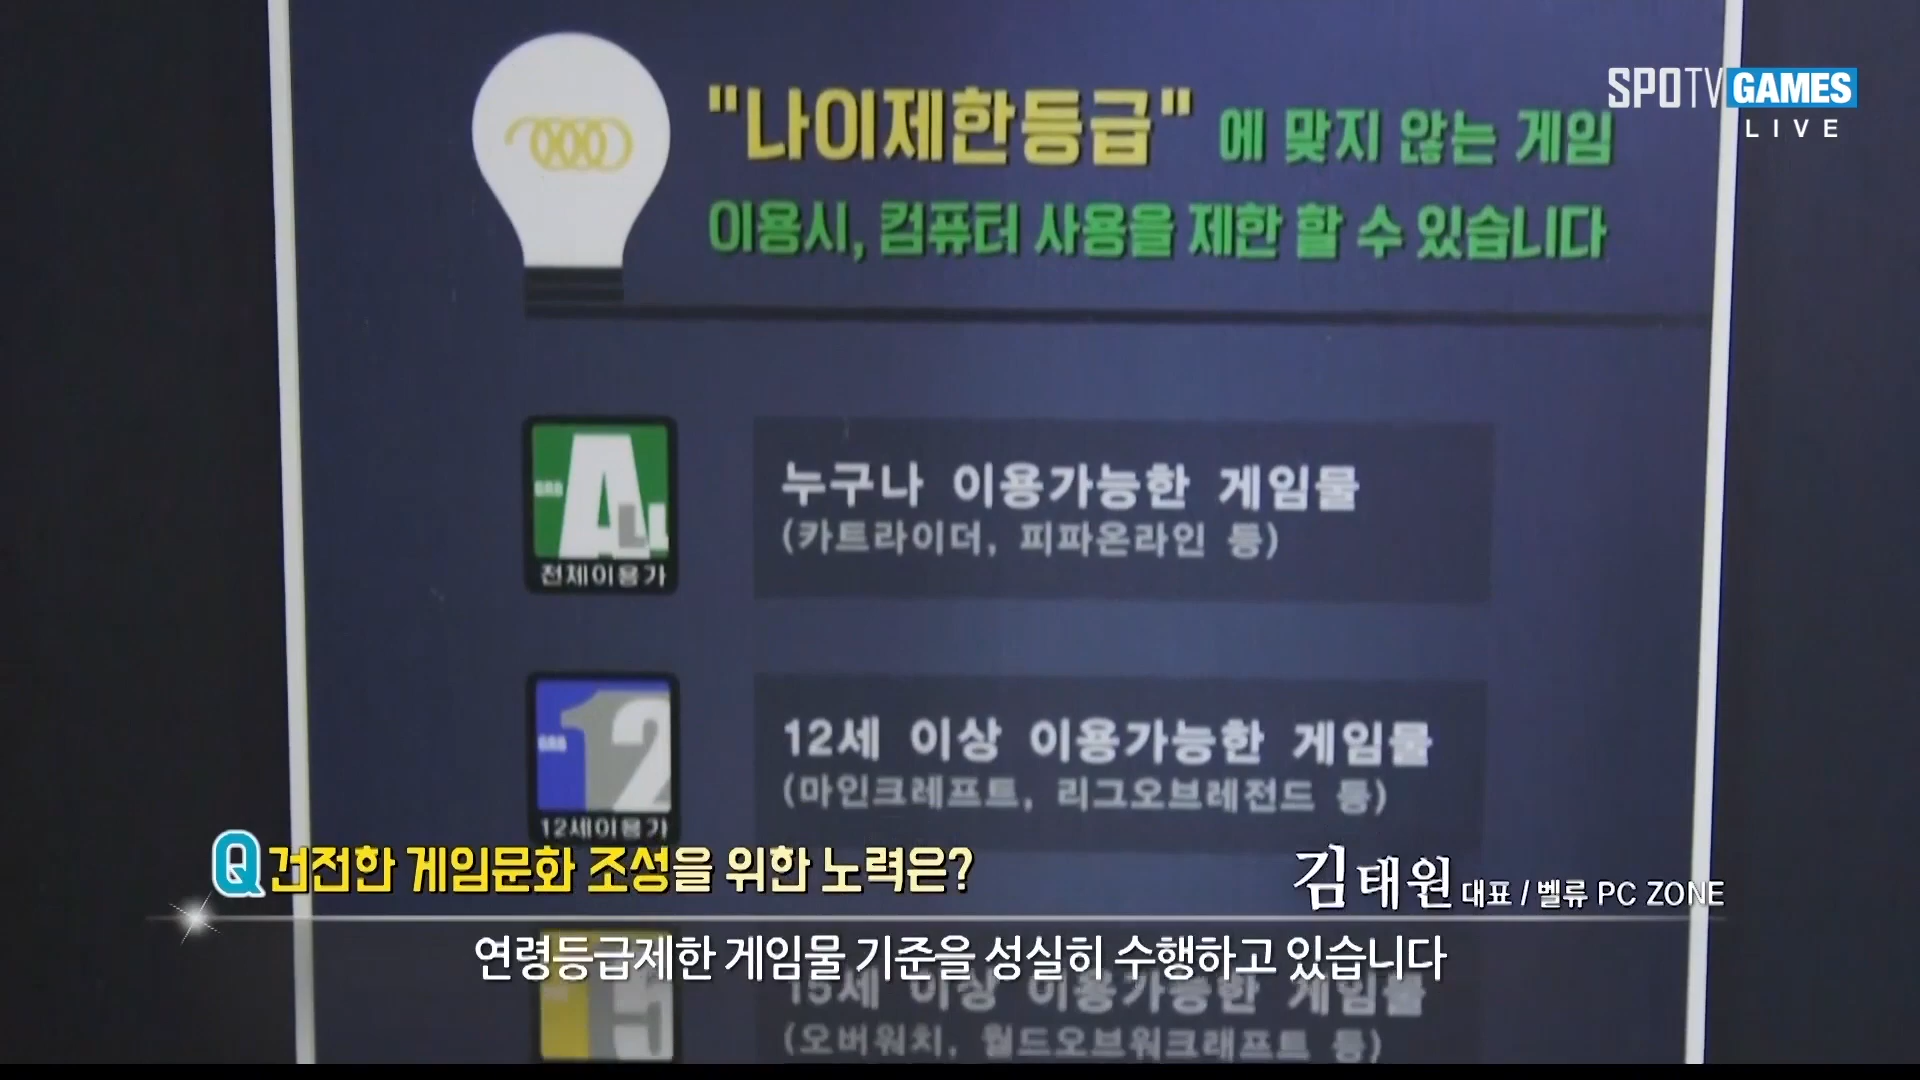 SPOTV GAMES
LIVE
"나이제한등급" 에 맞지 않는 게임
이용시, 컴퓨터 사용을 제한 할 수 있습니다
ALL
전체이용가
누구나 이용가능한 게임물
(카트라이더, 피파온라인 등)
12
12세이용가
12세 이상 이용가능한 게임물
(마인크레프트, 리그오브레전드 등)
Q 건전한 게임문화 조성을 위한 노력은?
김태원 대표 / 벨류 PC ZONE
연령등급제한 게임물 기준을 성실히 수행하고 있습니다
15세 이상 이용가능한 게임물
(오버워치, 월드오브워크래프트 등)